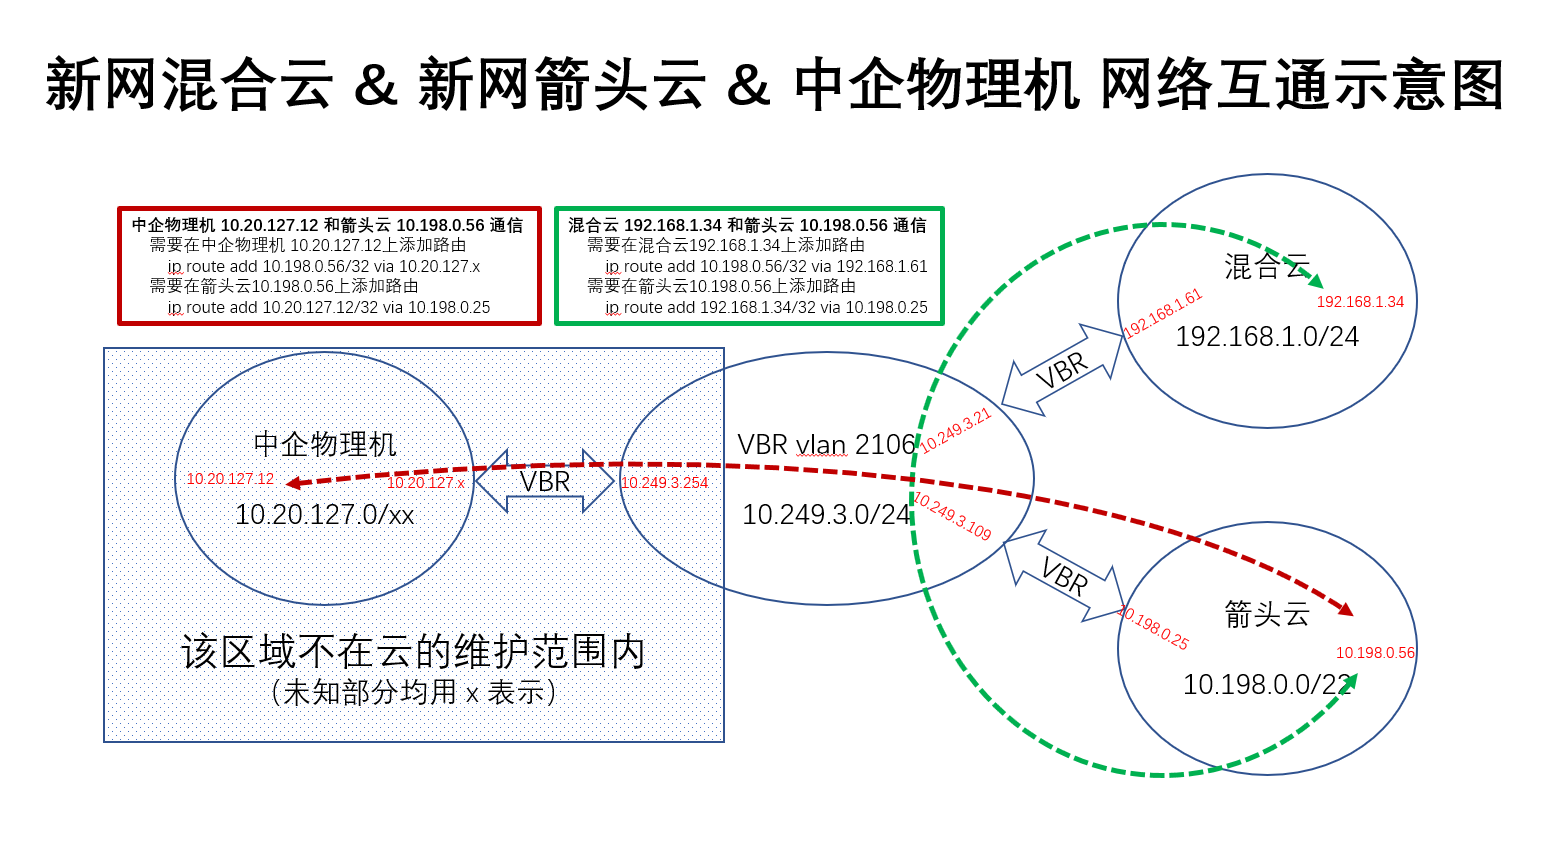 新网混合云 & 新网箭头云 & 中企物理机 网络互通示意图
中企物理机 10.20.127.12 和箭头云 10.198.0.56 通信
需要在中企物理机 10.20.127.12上添加路由
ip route add 10.198.0.56/32 via 10.20.127.x
需要在箭头云10.198.0.56上添加路由
ip route add 10.20.127.12/32 via 10.198.0.25
混合云 192.168.1.34 和箭头云 10.198.0.56 通信
需要在混合云192.168.1.34上添加路由
ip route add 10.198.0.56/32 via 192.168.1.61
需要在箭头云10.198.0.56上添加路由
ip route add 192.168.1.34/32 via 10.198.0.25
混合云
192.168.1.61
192.168.1.34
192.168.1.0/24
VBR
中企物理机
10.20.127.12
10.20.127.x
10.20.127.0/xx
VBR
10.249.3.254
VBR vlan 2106
10.249.3.21
10.249.3.0/24
10.249.3.109
VBR
箭头云
10.198.0.25
10.198.0.56
10.198.0.0/22
该区域不在云的维护范围内
（未知部分均用 x 表示）